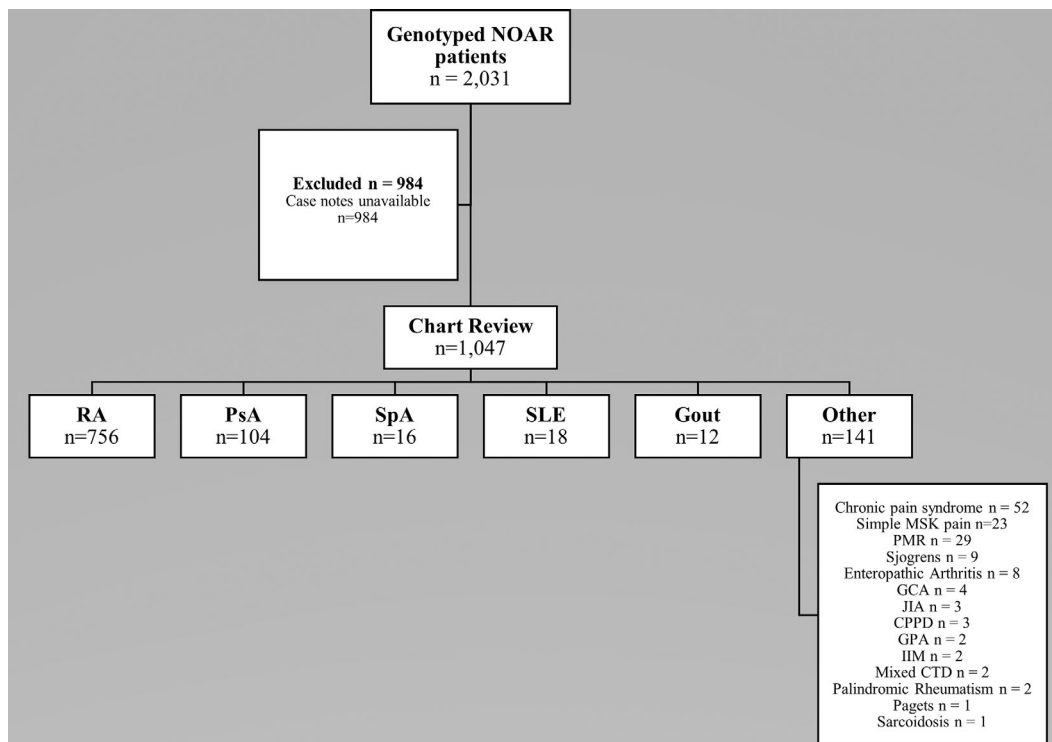 Genotyped NOAR
patients
n = 2,031
Excluded n = 984
Case notes unavailable
n=984
Chart Review
n=1,047
RA
n=756
PsA
n=104
SpA
n=16
SLE
n=18
Gout
n=12
Other
n=141
Chronic pain syndrome n = 52
Simple MSK pain n=23
PMR n = 29
Sjogrens n = 9
Enteropathic Arthritis n = 8
GCA n = 4
JIA n = 3
CPPD n = 3
GPA n = 2
IIM n = 2
Mixed CTD n = 2
Palindromic Rheumatism n = 2
Pagets n = 1
Sarcoidosis n = 1